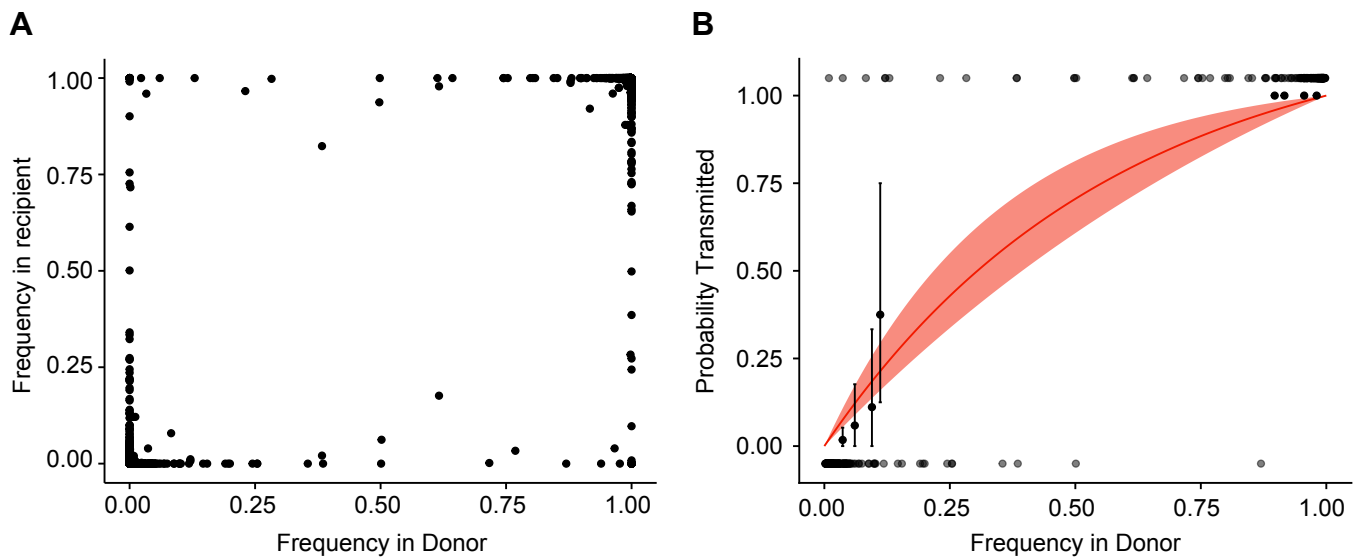 A
Frequency in recipient
1.00
0.75
0.50
0.25
0.00
0.00 0.25 0.50 0.75 1.00
Frequency in Donor
B
Probability Transmitted
1.00
0.75
0.50
0.25
0.00
0.00 0.25 0.50 0.75 1.00
Frequency in Donor